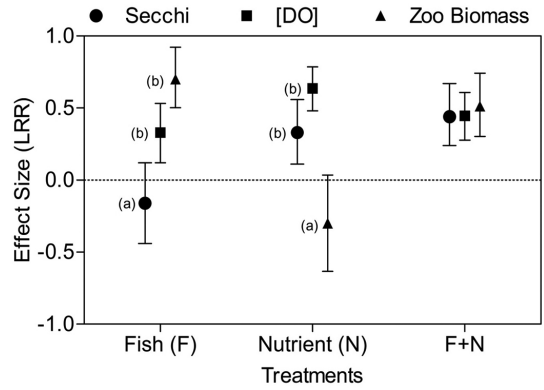 Secchi [DO] Zoo Biomass
1.0
0.5
0.0
-0.5
-1.0
Effect Size (LRR)
(a)
(b)
(b)
(b)
(b)
(a)
Fish (F) Nutrient (N) F+N
Treatments